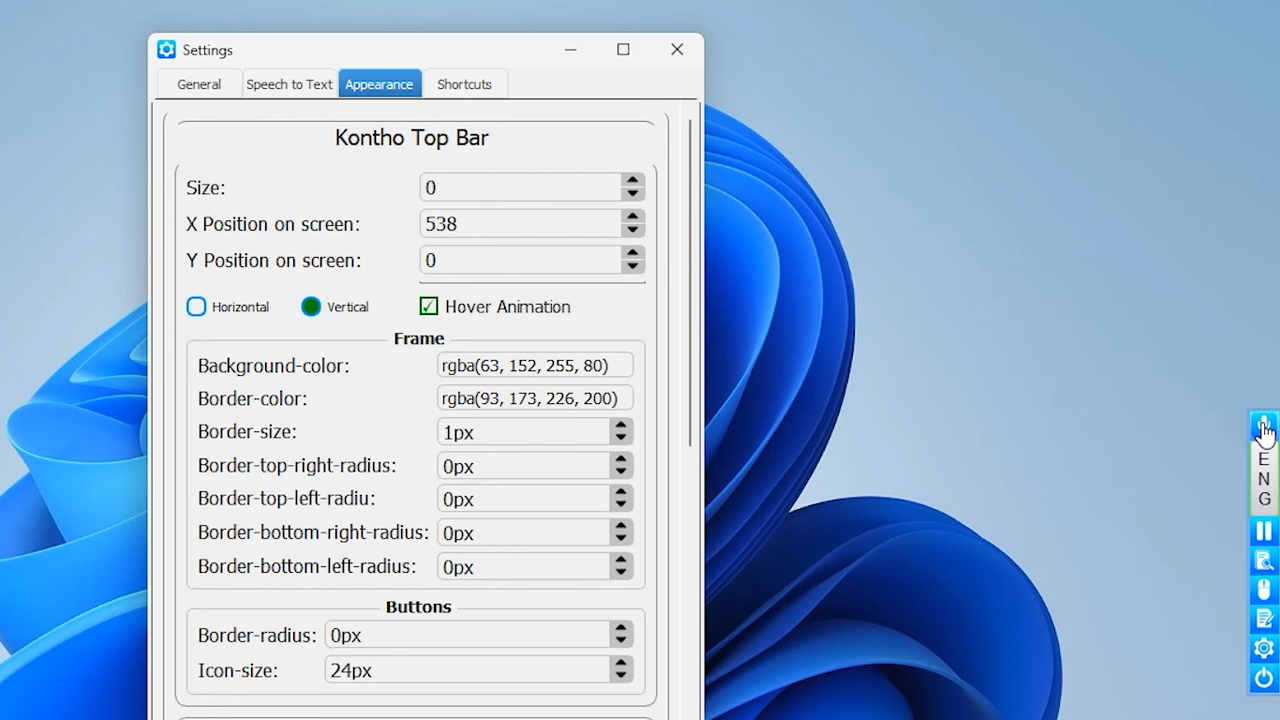 Settings
General
Speech to Text
Appearance
Shortcuts
Kontho Top Bar
Size:
0
X Position on screen:
538
Y Position on screen:
0
Horizontal
Vertical
Hover Animation
Frame
Background-color:
rgba(63, 152, 255, 80)
Border-color:
rgba(93, 173, 226, 200)
Border-size:
1px
Border-top-right-radius:
0px
Border-top-left-radiu:
0px
Border-bottom-right-radius:
0px
Border-bottom-left-radius:
0px
Buttons
Border-radius:
0px
Icon-size:
24px
E
N
G